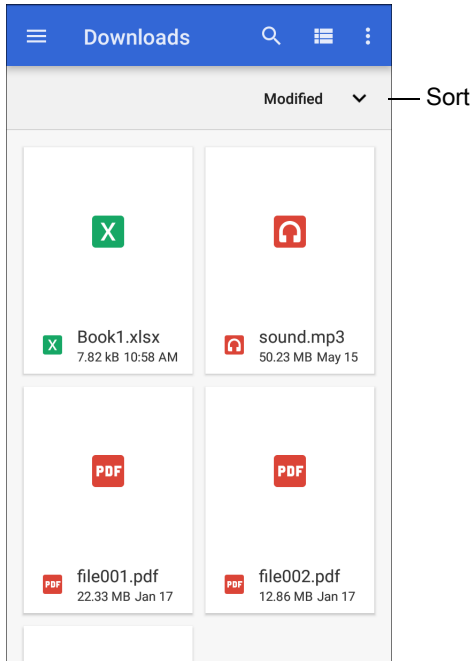 Downloads
Modified
Sort
X
X Book1.xlsx
7.82 kB 10:58 AM
sound.mp3
50.23 MB May 15
PDF
PDF
PDF file001.pdf
22.33 MB Jan 17
PDF file002.pdf
12.86 MB Jan 17